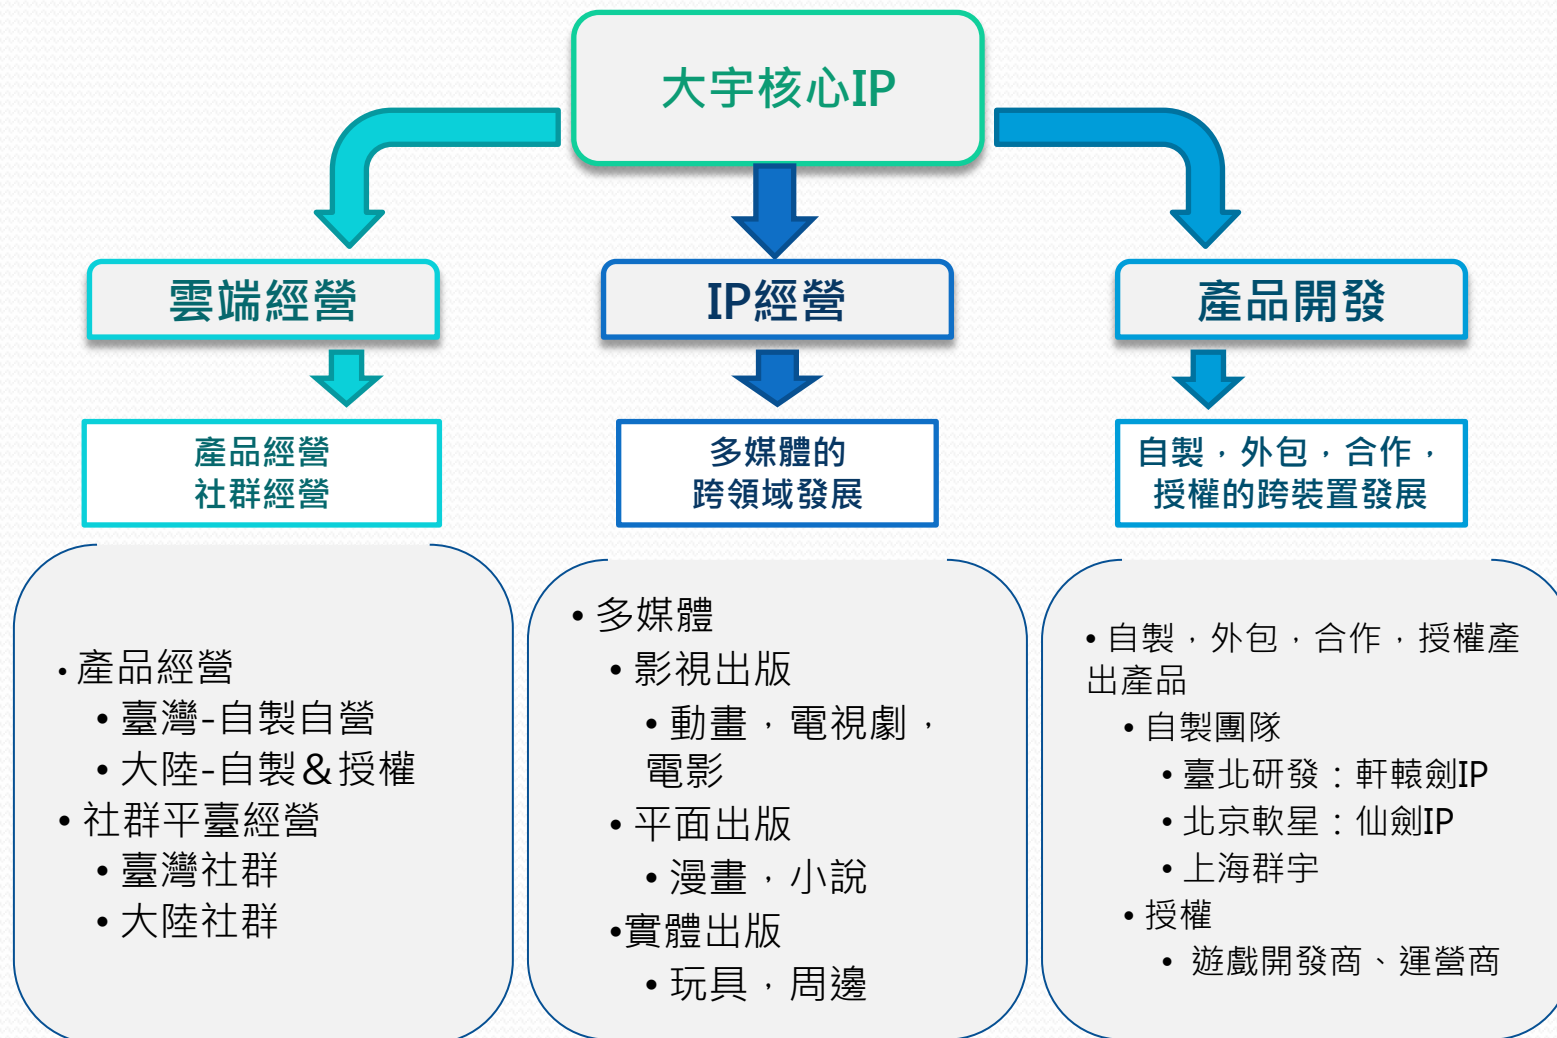 大宇核心IP
雲端經營
IP經營
產品開發
產品經營
社群經營
多媒體的
跨領域發展
自製，外包，合作，
授權的跨裝置發展
• 產品經營
• 臺灣-自製自營
• 大陸-自製＆授權
• 社群平臺經營
• 臺灣社群
• 大陸社群
• 多媒體
• 影視出版
• 動畫，電視劇，
電影
• 平面出版
• 漫畫，小說
•實體出版
• 玩具，周邊
• 自製，外包，合作，授權產
出產品
• 自製團隊
• 臺北研發：軒轅劍IP
• 北京軟星：仙劍IP
• 上海群宇
• 授權
• 遊戲開發商、運營商